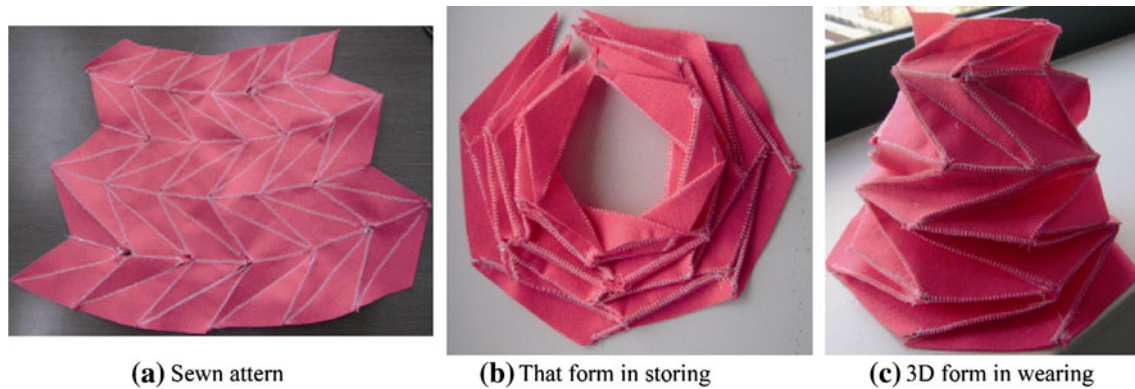 (a) Sewn attern
(b) That form in storing
(c) 3D form in wearing